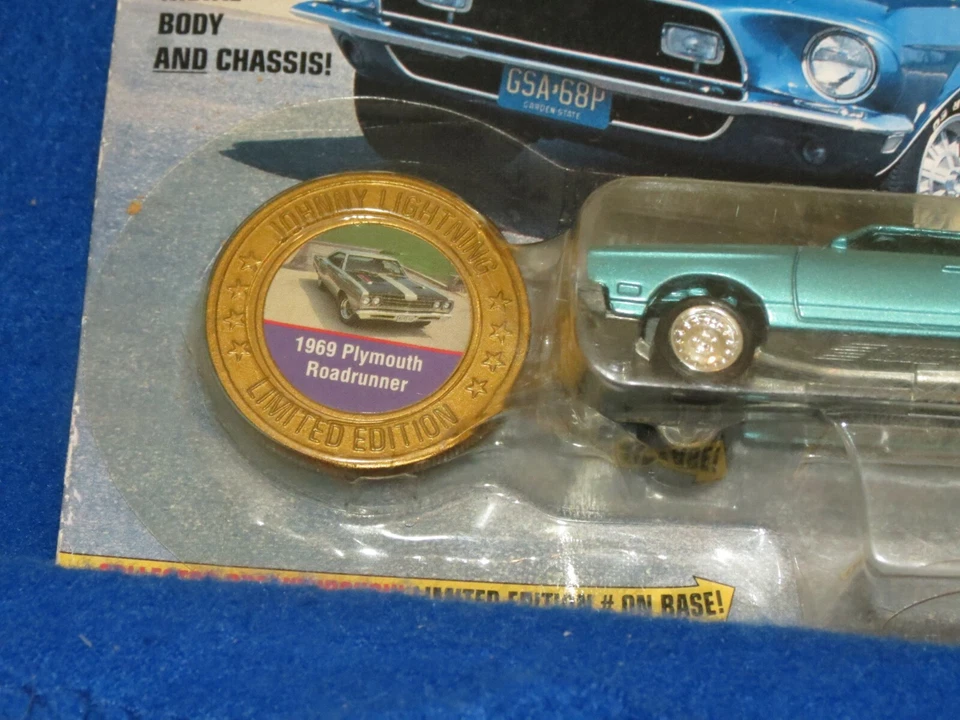 BODY
AND CHASSIS!
GSA•68P
GARDEN STATE
JOHNNY LIGHTNING
1969 Plymouth
Roadrunner
LIMITED EDITION
LIMITED EDITION # ON BASE!